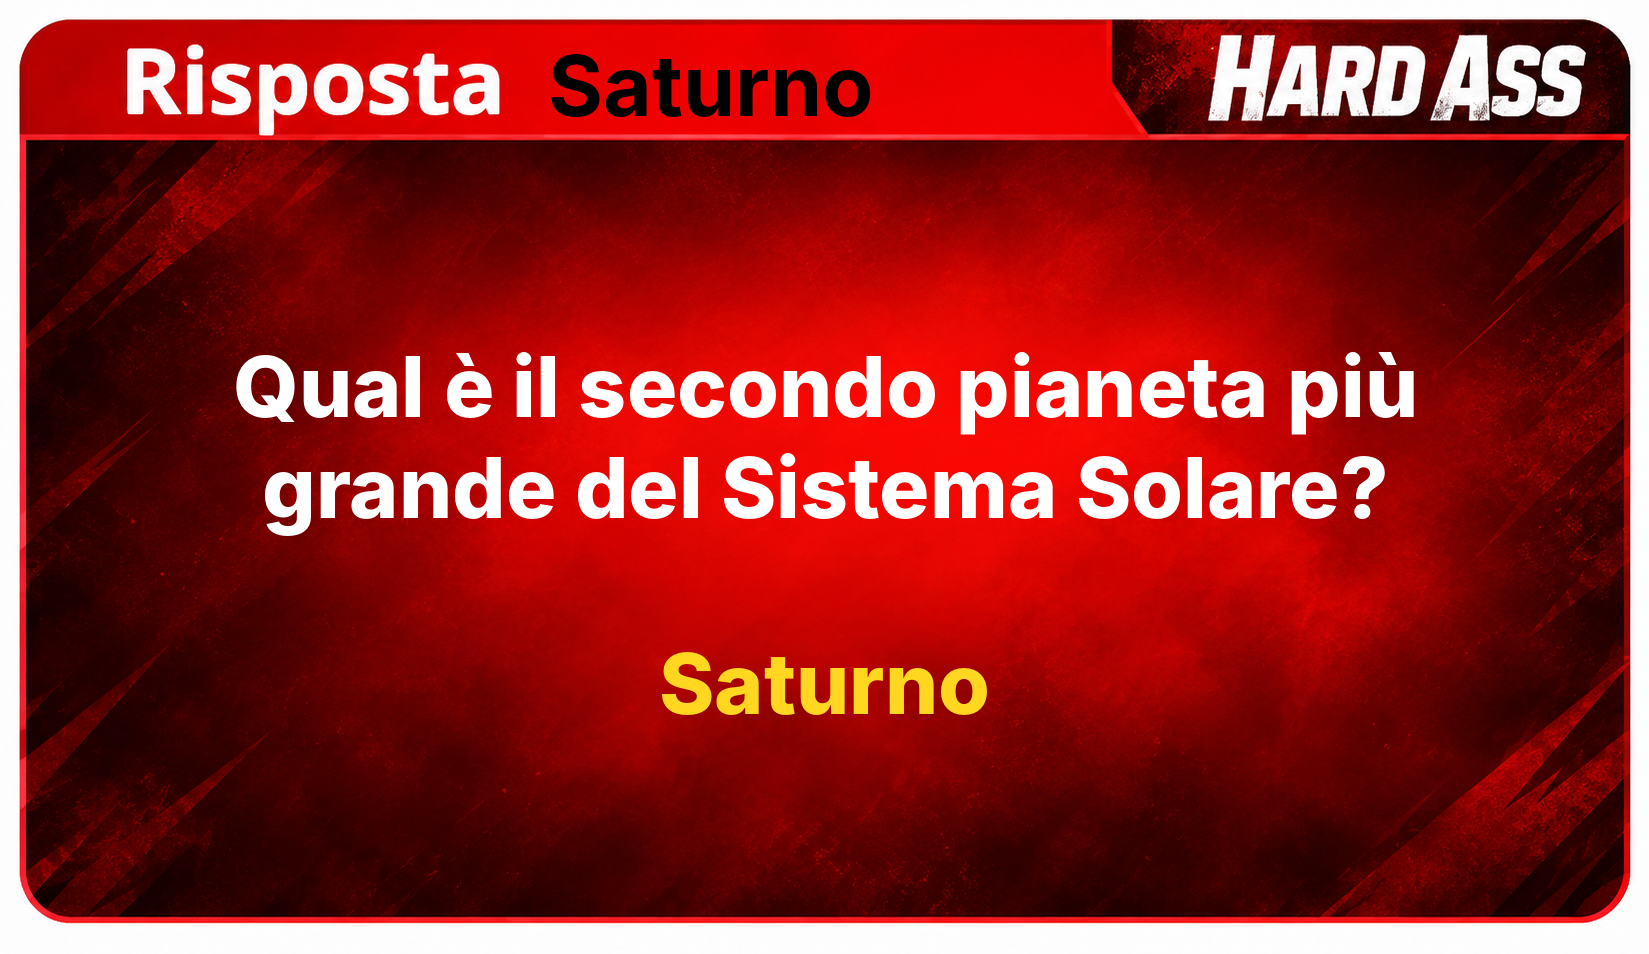 Risposta Saturno
HARD ASS
Qual è il secondo pianeta più
grande del Sistema Solare?
Saturno